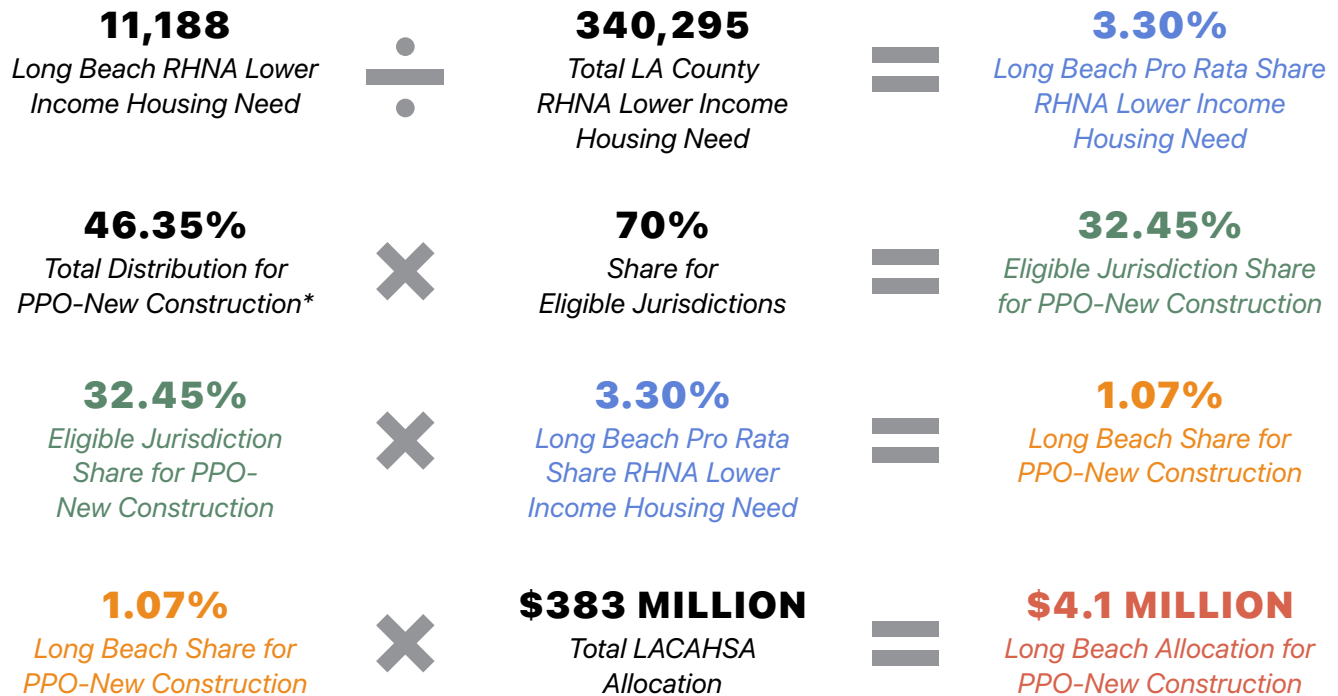 11,188
Long Beach RHNA Lower
Income Housing Need
÷
340,295
Total LA County
RHNA Lower Income
Housing Need
=
3.30%
Long Beach Pro Rata Share
RHNA Lower Income
Housing Need
46.35%
Total Distribution for
PPO-New Construction*
×
70%
Share for
Eligible Jurisdictions
=
32.45%
Eligible Jurisdiction Share
for PPO-New Construction
32.45%
Eligible Jurisdiction
Share for PPO-
New Construction
×
3.30%
Long Beach Pro Rata
Share RHNA Lower
Income Housing Need
=
1.07%
Long Beach Share for
PPO-New Construction
1.07%
Long Beach Share for
PPO-New Construction
×
$383 MILLION
Total LACAHSA
Allocation
=
$4.1 MILLION
Long Beach Allocation for
PPO-New Construction